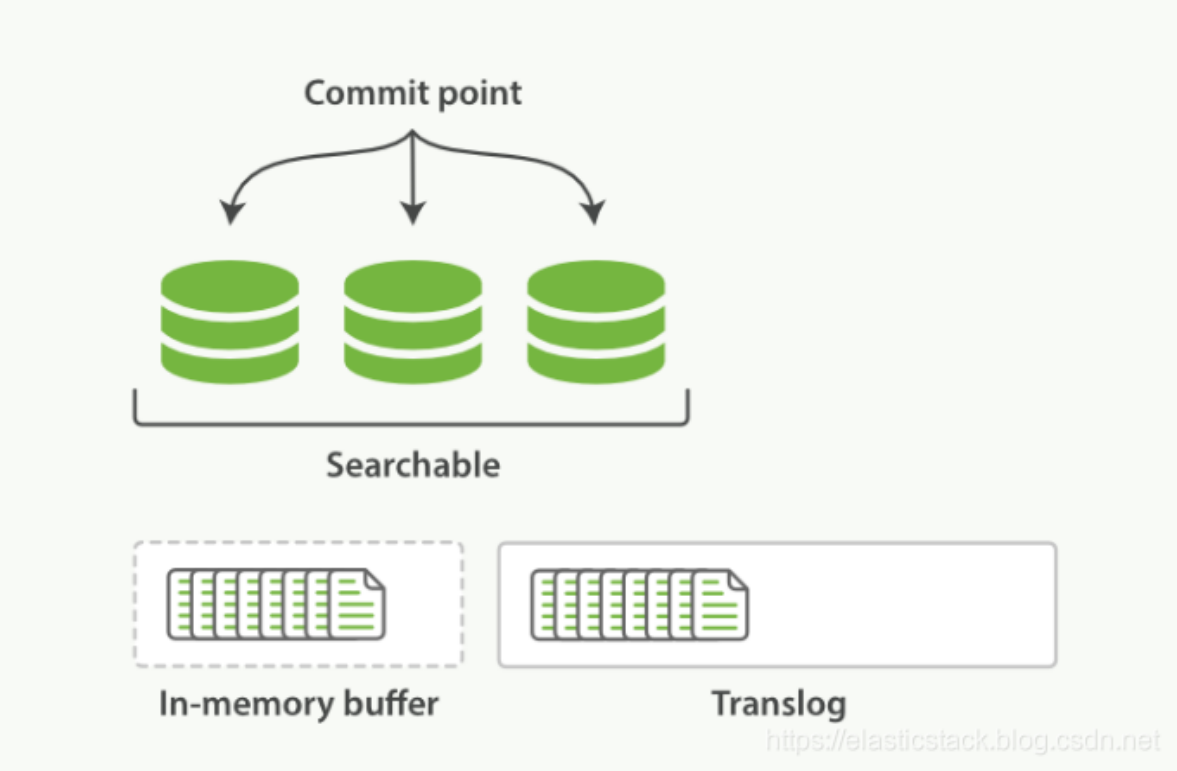 Commit point
Searchable
In-memory buffer
Translog
https://elasticstack.blog.csdn.net